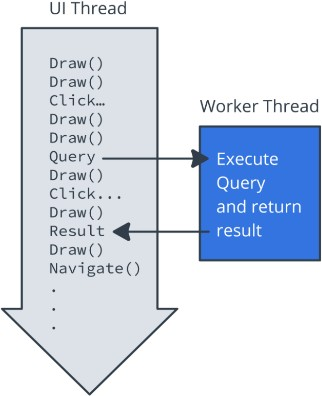 UI Thread
Draw()
Draw()
Click…
Draw()
Draw()
Query
Draw()
Click...
Draw()
Result
Draw()
Navigate()
.
.
.
Worker Thread
Execute
Query
and return
result